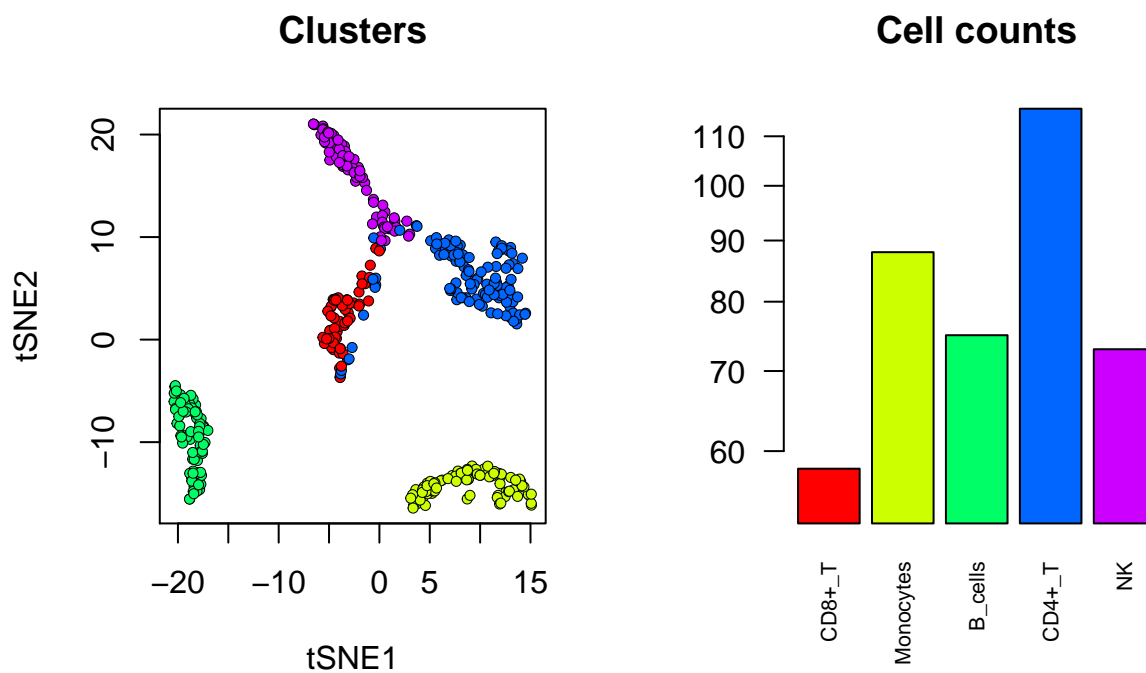 Clusters
tSNE2
20
10
0
−10
−20
−10
0
5
15
tSNE1
Cell counts
110
100
90
80
70
60
CD8+_T
Monocytes
B_cells
CD4+_T
NK